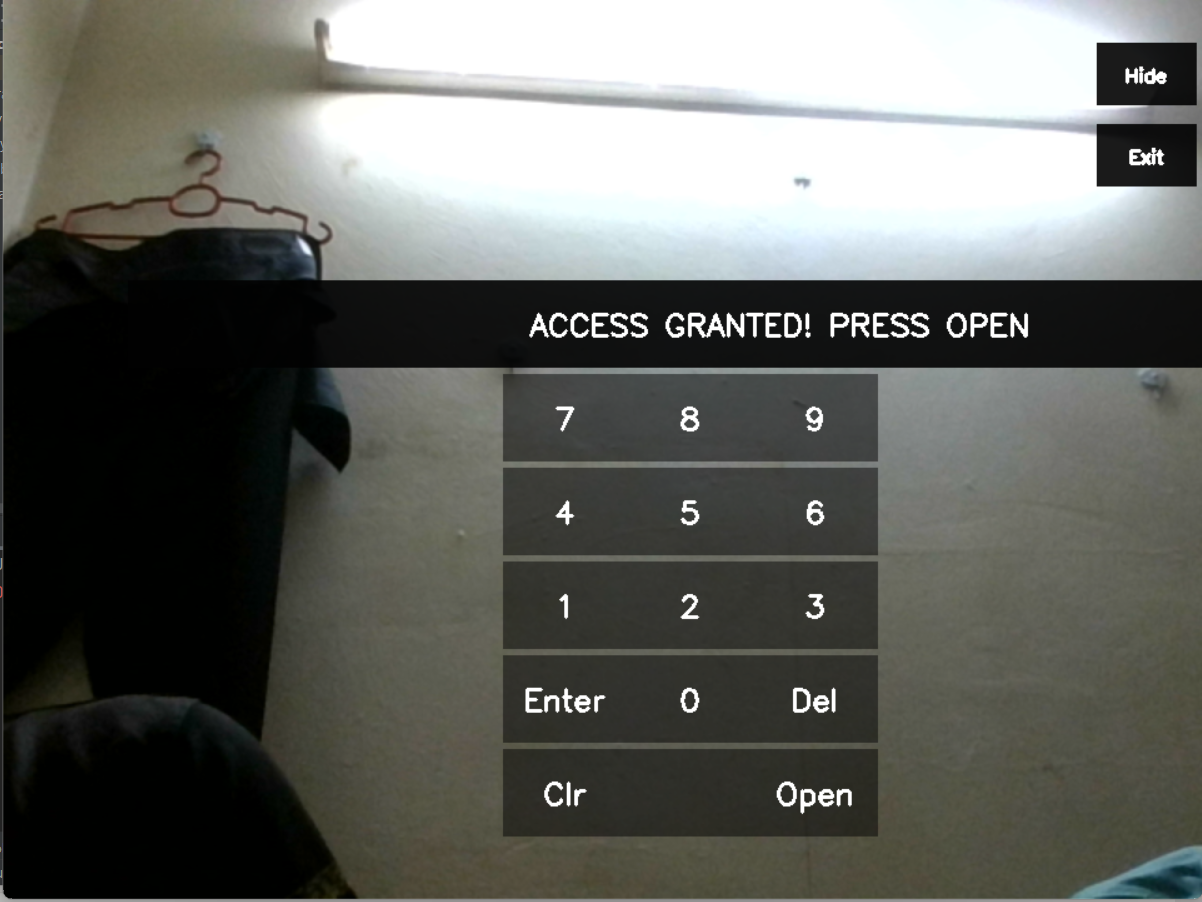 Hide
Exit
ACCESS GRANTED! PRESS OPEN
7 8 9
4 5 6
1 2 3
Enter 0 Del
Clr Open